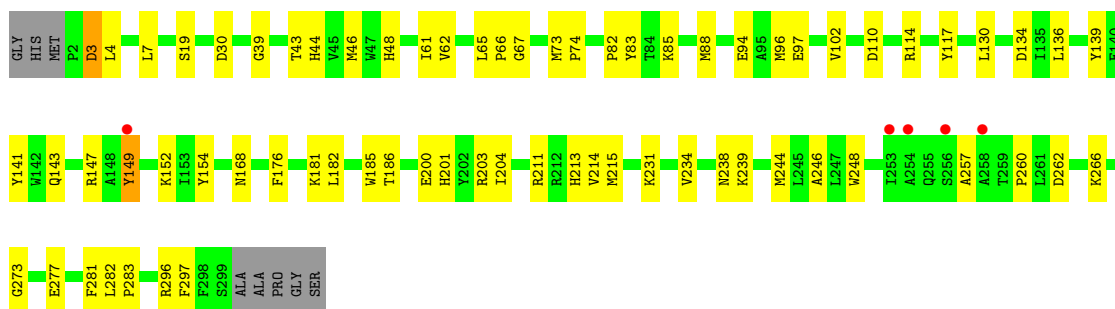 GLY HIS MET P2 D3 L4 L7 S19 D30 G39 T43 H44 V45 M46 W47 H48 I61 V62 L65 P66 G67 M73 P74 P82 Y83 T84 K85 M88 E94 A95 M96 E97 V102 D110 R114 Y117 L130 D134 I135 L136 Y139 E140
Y141 W142 Q143 R147 A148 Y149 K152 I153 Y154 N168 F176 K181 L182 W185 T186 E200 H201 Y202 R203 I204 R211 R212 H213 V214 M215 K231 V234 N238 K239 M244 L245 A246 L247 W248 I253 A254 Q255 S256 A257 A258 T259 P260 L261 D262 K266
G273 E277 F281 L282 P283 R296 F297 F298 S299 ALA ALA PRO GLY SER